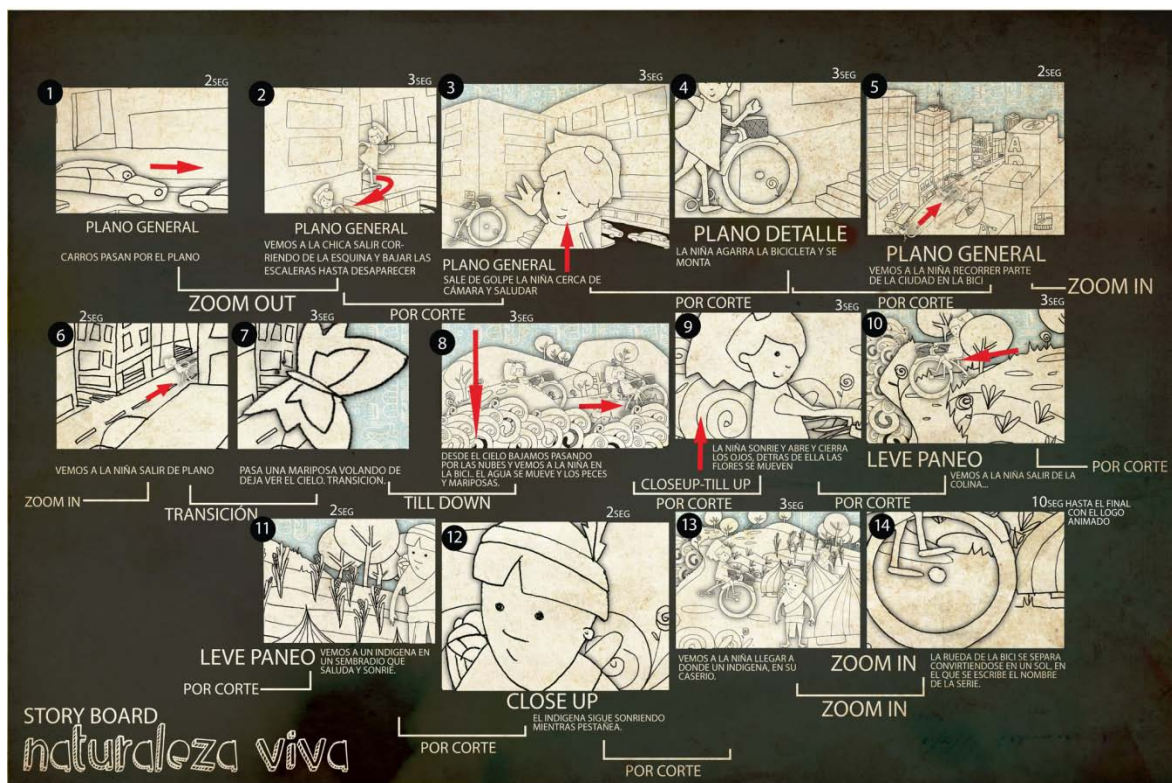 1
2SEG
PLANO GENERAL
CARROS PASAN POR EL PLANO
ZOOM OUT
2
3SEG
PLANO GENERAL
VEMOS A LA CHICA SALIR COR-
RIENDO DE LA ESQUINA Y BAJAR LAS
ESCALERAS HASTA DESAPARECER
POR CORTE
3
3SEG
PLANO GENERAL
SALE DE GOLPE LA NIÑA CERCA DE
CÁMARA Y SALUDAR
4
3SEG
PLANO DETALLE
LA NIÑA AGARRA LA BICICLETA Y SE
MONTA
POR CORTE
5
2SEG
PLANO GENERAL
VEMOS A LA NIÑA RECORRER PARTE
DE LA CIUDAD EN LA BICI
POR CORTE
ZOOM IN
6
2SEG
VEMOS A LA NIÑA SALIR DE PLANO
ZOOM IN
7
3SEG
PASA UNA MARIPOSA VOLANDO DE
DEJA VER EL CIELO. TRANSICION.
TRANSICIÓN
8
3SEG
DESDE EL CIELO BAJAMOS PASANDO
POR LAS NUBES Y VEMOS A LA NIÑA EN
LA BICI.. EL AGUA SE MUEVE Y LOS PECES
Y MARIPOSAS.
TILL DOWN
9
3SEG
LA NIÑA SONRIE Y ABRE Y CIERRA
LOS OJOS, DETRAS DE ELLA LAS
FLORES SE MUEVEN
CLOSEUP-TILL UP
POR CORTE
10
3SEG
LEVE PANEO
VEMOS A LA NIÑA SALIR DE LA
COLINA...
POR CORTE
POR CORTE
11
2SEG
LEVE PANEO
VEMOS A UN INDIGENA EN
UN SEMBRADIO QUE
SALUDA Y SONRIE.
POR CORTE
12
2SEG
CLOSE UP
EL INDIGENA SIGUE SONRIENDO
MIENTRAS PESTAÑEA.
POR CORTE
13
3SEG
VEMOS A LA NIÑA LLEGAR A
DONDE UN INDIGENA, EN SU
CASERIO.
POR CORTE
14
10SEG HASTA EL FINAL
CON EL LOGO
ANIMADO
ZOOM IN
LA RUEDA DE LA BICI SE SEPARA
CONVIRTIENDOSE EN UN SOL, EN
EL QUE SE ESCRIBE EL NOMBRE
DE LA SERIE.
ZOOM IN
STORY BOARD
naturaleza viva